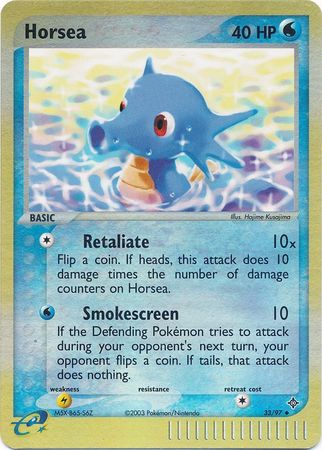 Horsea 40 HP
BASIC
Illus. Hajime Kusajima
Retaliate 10x
Flip a coin. If heads, this attack does 10
damage times the number of damage
counters on Horsea.
Smokescreen 10
If the Defending Pokémon tries to attack
during your opponent's next turn, your
opponent flips a coin. If tails, that attack
does nothing.
weakness resistance retreat cost
M5X-B65-S6Z ©2003 Pokémon/Nintendo 33/97
e